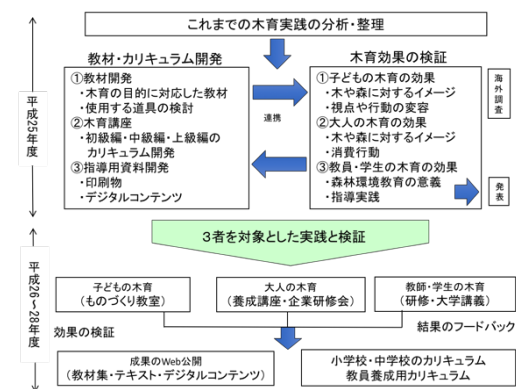 これまでの木育実践の分析・整理
教材・カリキュラム開発
①教材開発
・木育の目的に対応した教材
・使用する道具の検討
②木育講座
・初級編・中級編・上級編の
カリキュラム開発
③指導用資料開発
・印刷物
・デジタルコンテンツ
連携
木育効果の検証
①子どもの木育の効果
・木や森に対するイメージ
・視点や行動の変容
②大人の木育の効果
・木や森に対するイメージ
・消費行動
③教員・学生の木育の効果
・森林環境教育の意義
・指導実践
海外調査
発表
平成25年度
3者を対象とした実践と検証
平成26~28年度
子どもの木育
(ものづくり教室)
大人の木育
(養成講座・企業研修会)
教師・学生の木育
(研修・大学講義)
効果の検証
結果のフードバック
成果のWeb公開
(教材集・テキスト・デジタルコンテンツ)
小学校・中学校のカリキュラム
教員養成用カリキュラム